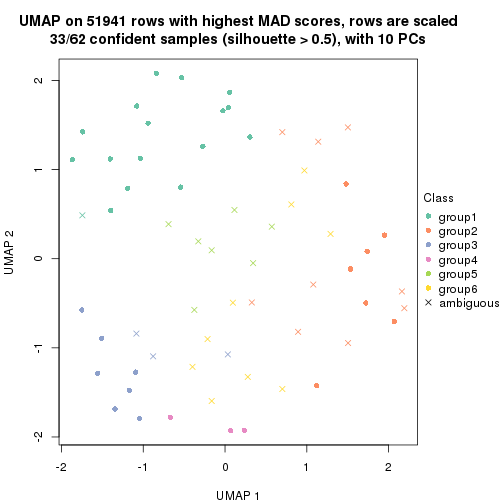 UMAP on 51941 rows with highest MAD scores, rows are scaled
33/62 confident samples (silhouette > 0.5), with 10 PCs
2
1
0
-1
-2
UMAP 2
-2
-1
0
1
2
UMAP 1
Class
group1
group2
group3
group4
group5
group6
ambiguous